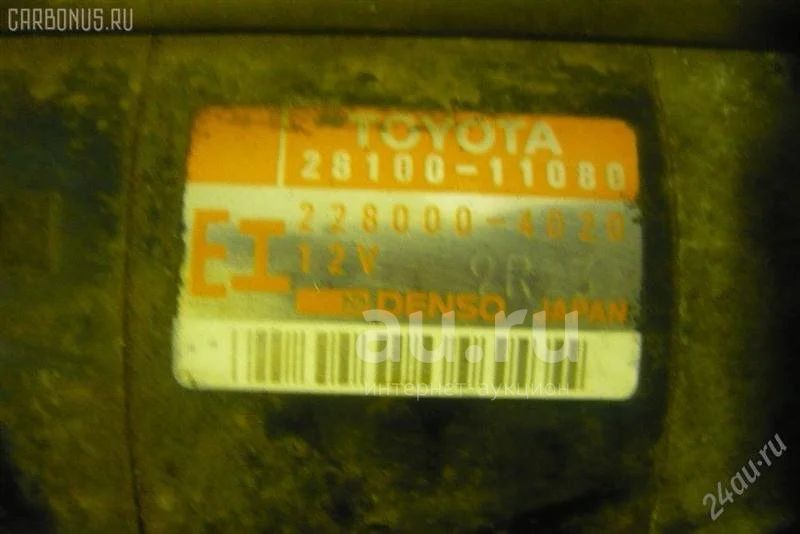 CARBONUS.RU
TOYOTA
28100-11080
EI
228000-4020
12V
DENSO JAPAN
au.ru
интернет-аукцион
24au.ru